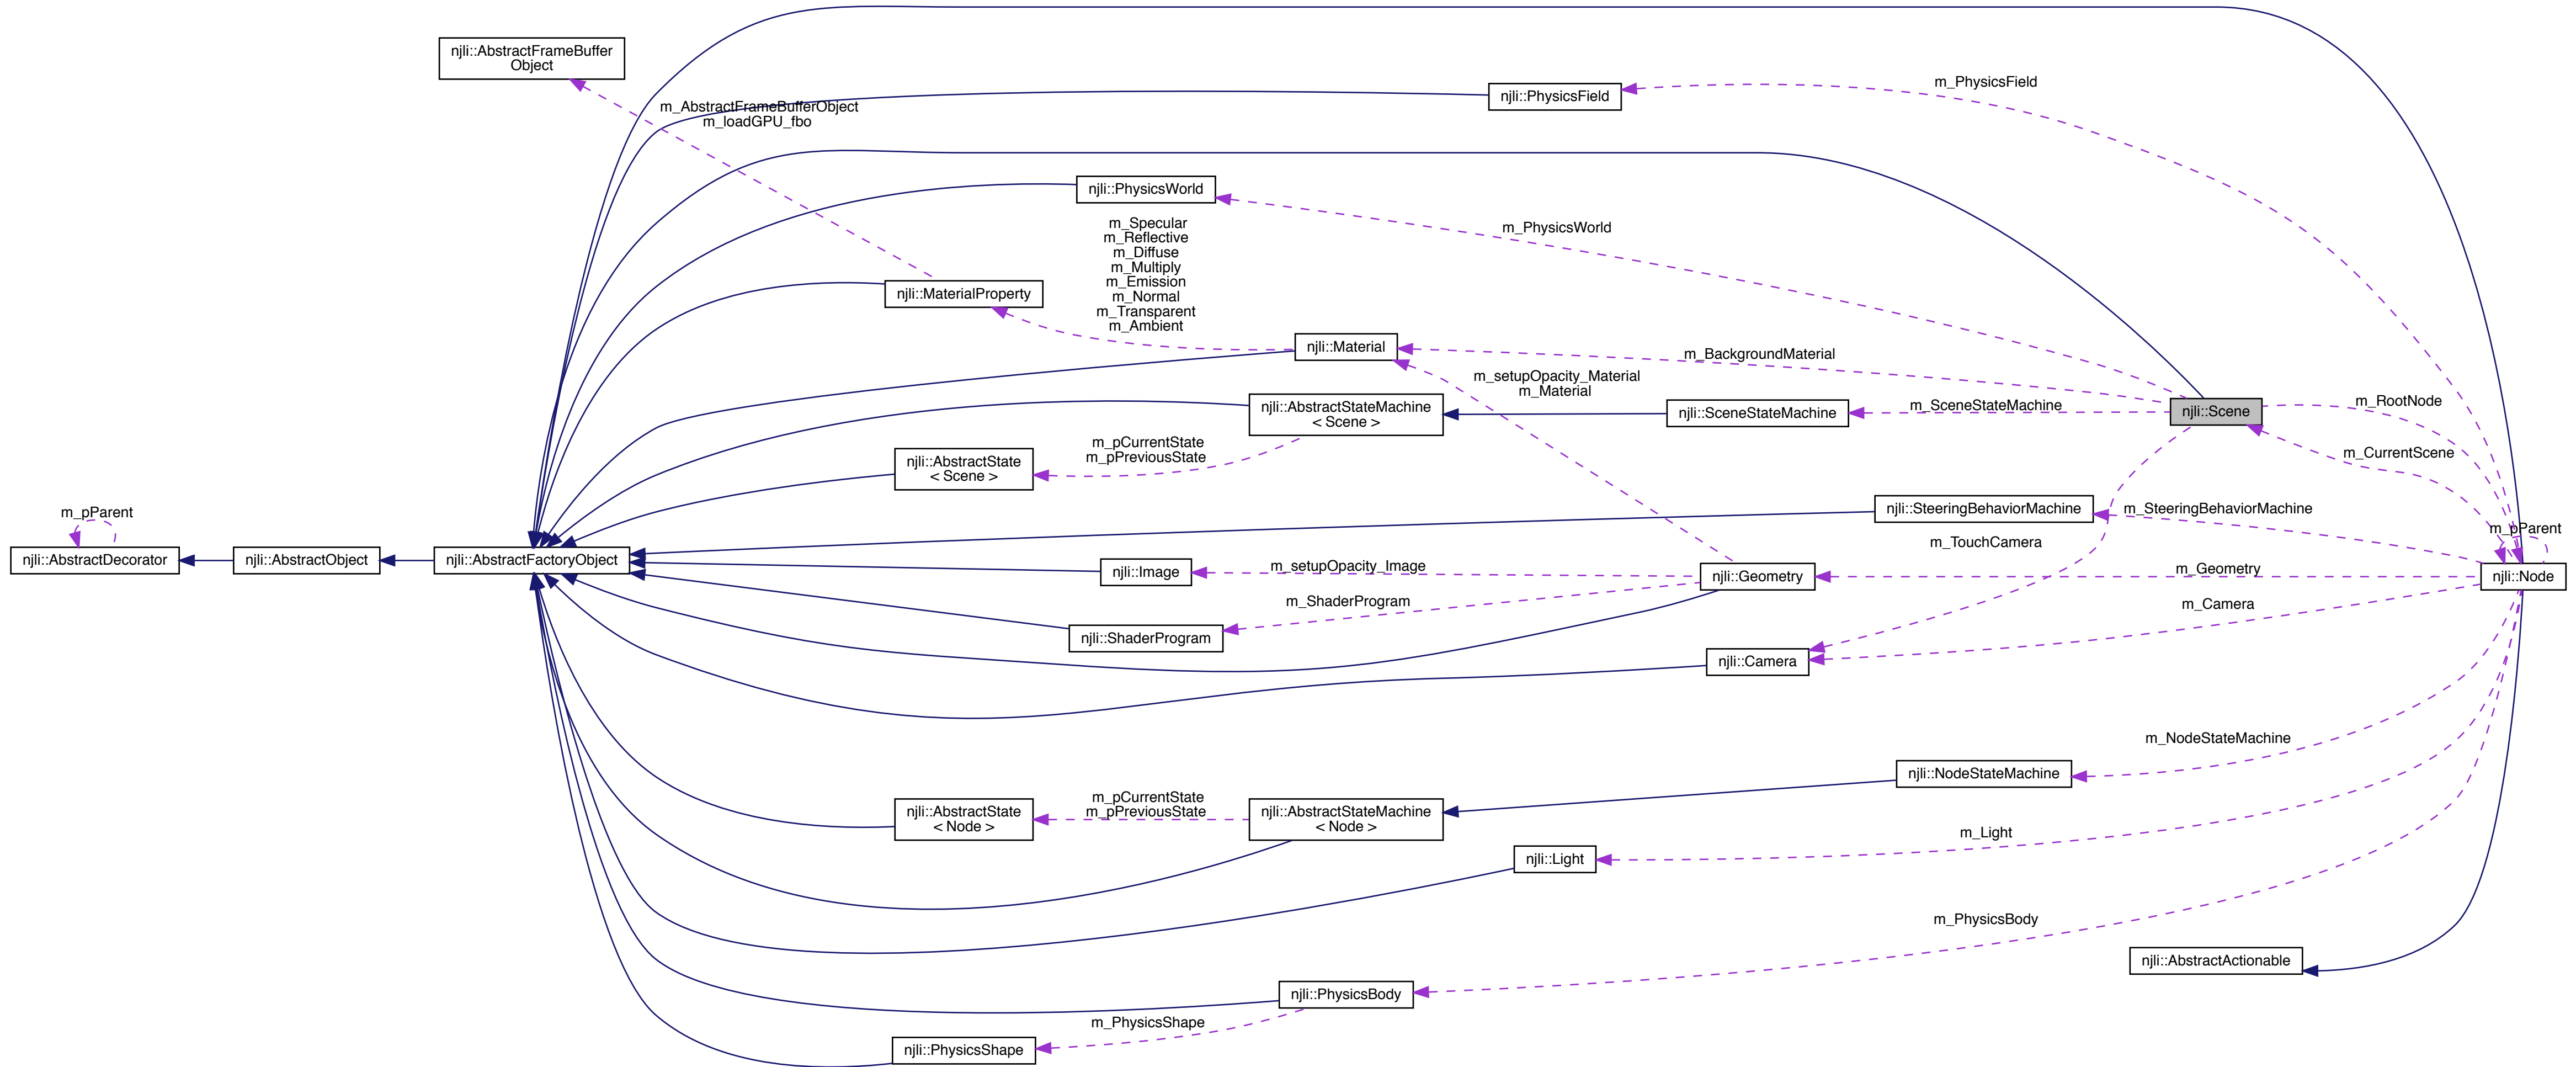 njli::AbstractFrameBuffer
Object
m_PhysicsField
njli::PhysicsField
m_AbstractFrameBufferObject
m_loadGPU_fbo
njli::PhysicsWorld
m_PhysicsWorld
m_Specular
m_Reflective
m_Diffuse
m_Multiply
m_Emission
m_Normal
m_Transparent
m_Ambient
njli::MaterialProperty
njli::Material
m_BackgroundMaterial
m_setupOpacity_Material
m_Material
njli::AbstractStateMachine
< Scene >
njli::SceneStateMachine
m_SceneStateMachine
njli::Scene
m_RootNode
m_CurrentScene
m_pCurrentState
m_pPreviousState
njli::AbstractState
< Scene >
njli::SteeringBehaviorMachine
m_SteeringBehaviorMachine
m_pParent
m_pParent
njli::AbstractDecorator
njli::AbstractObject
njli::AbstractFactoryObject
m_TouchCamera
njli::Image
m_setupOpacity_Image
njli::Geometry
m_Geometry
njli::Node
m_ShaderProgram
m_Camera
njli::ShaderProgram
njli::Camera
m_NodeStateMachine
njli::NodeStateMachine
m_pCurrentState
m_pPreviousState
njli::AbstractState
< Node >
njli::AbstractStateMachine
< Node >
m_Light
njli::Light
m_PhysicsBody
njli::AbstractActionable
njli::PhysicsBody
m_PhysicsShape
njli::PhysicsShape